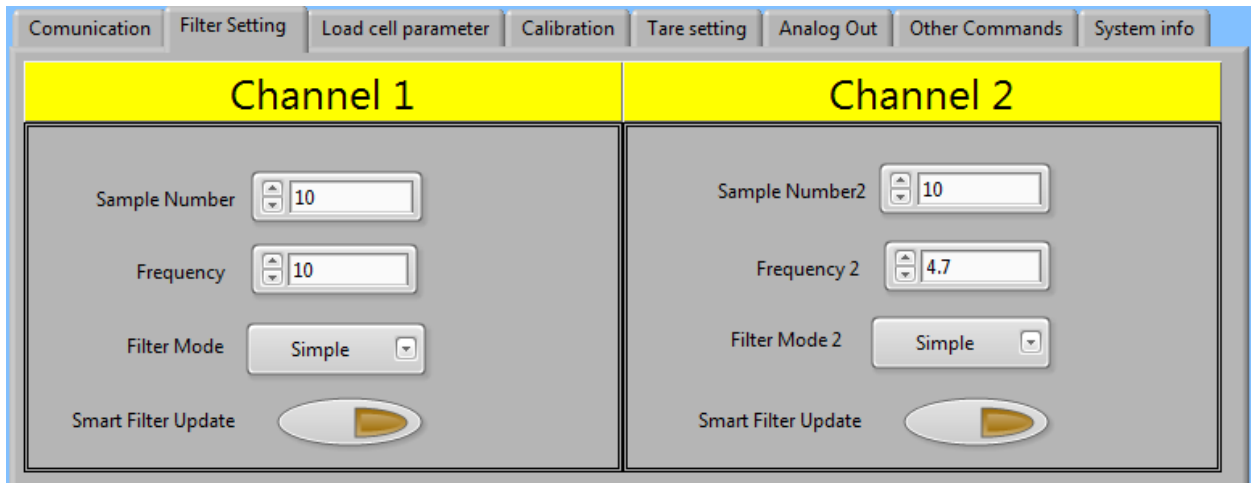 Comunication Filter Setting Load cell parameter Calibration Tare setting Analog Out Other Commands System info
Channel 1
Sample Number 10
Frequency 10
Filter Mode Simple
Smart Filter Update
Channel 2
Sample Number2 10
Frequency 2 4.7
Filter Mode 2 Simple
Smart Filter Update